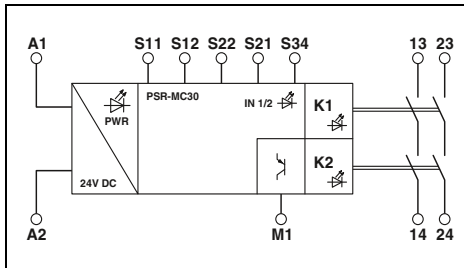 A1 S11 S12 S22 S21 S34 13 23
PSR-MC30 IN 1/2 K1
PWR
K2
24V DC
A2 M1 14 24